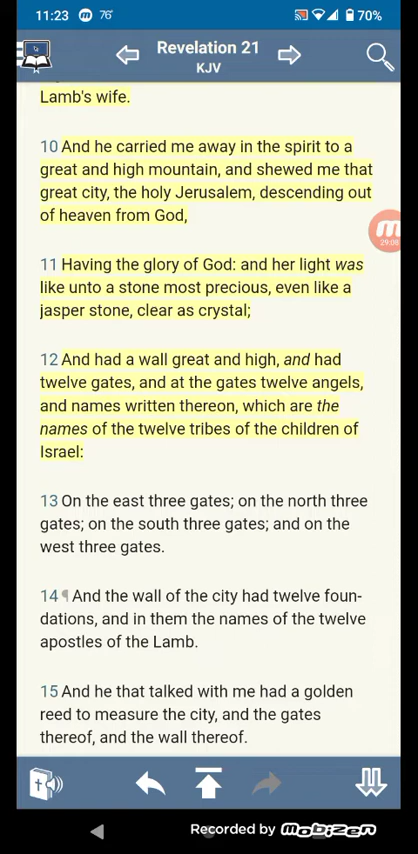 11:23 m 76°
70%
Revelation 21
KJV
Lamb's wife.
10 And he carried me away in the spirit to a
great and high mountain, and shewed me that
great city, the holy Jerusalem, descending out
of heaven from God,
m
29:08
11 Having the glory of God: and her light was
like unto a stone most precious, even like a
jasper stone, clear as crystal;
12 And had a wall great and high, and had
twelve gates, and at the gates twelve angels,
and names written thereon, which are the
names of the twelve tribes of the children of
Israel:
13 On the east three gates; on the north three
gates; on the south three gates; and on the
west three gates.
14 ¶ And the wall of the city had twelve foun-
dations, and in them the names of the twelve
apostles of the Lamb.
15 And he that talked with me had a golden
reed to measure the city, and the gates
thereof, and the wall thereof.
Recorded by mobizen